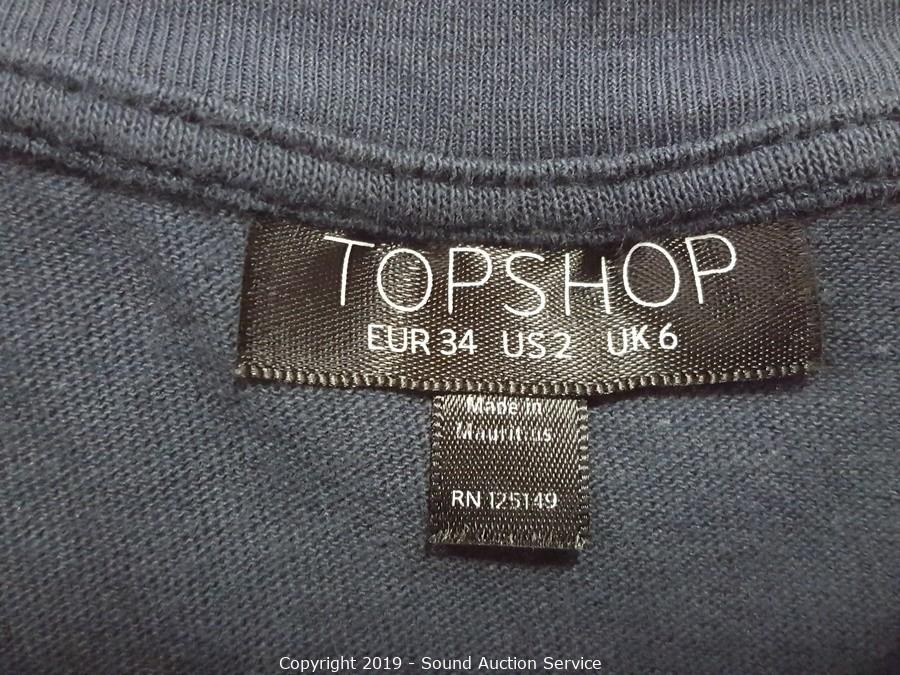 TOPSHOP
EUR 34 US 2 UK 6
Made in
Mauritius
RN 125149
Copyright 2019 - Sound Auction Service